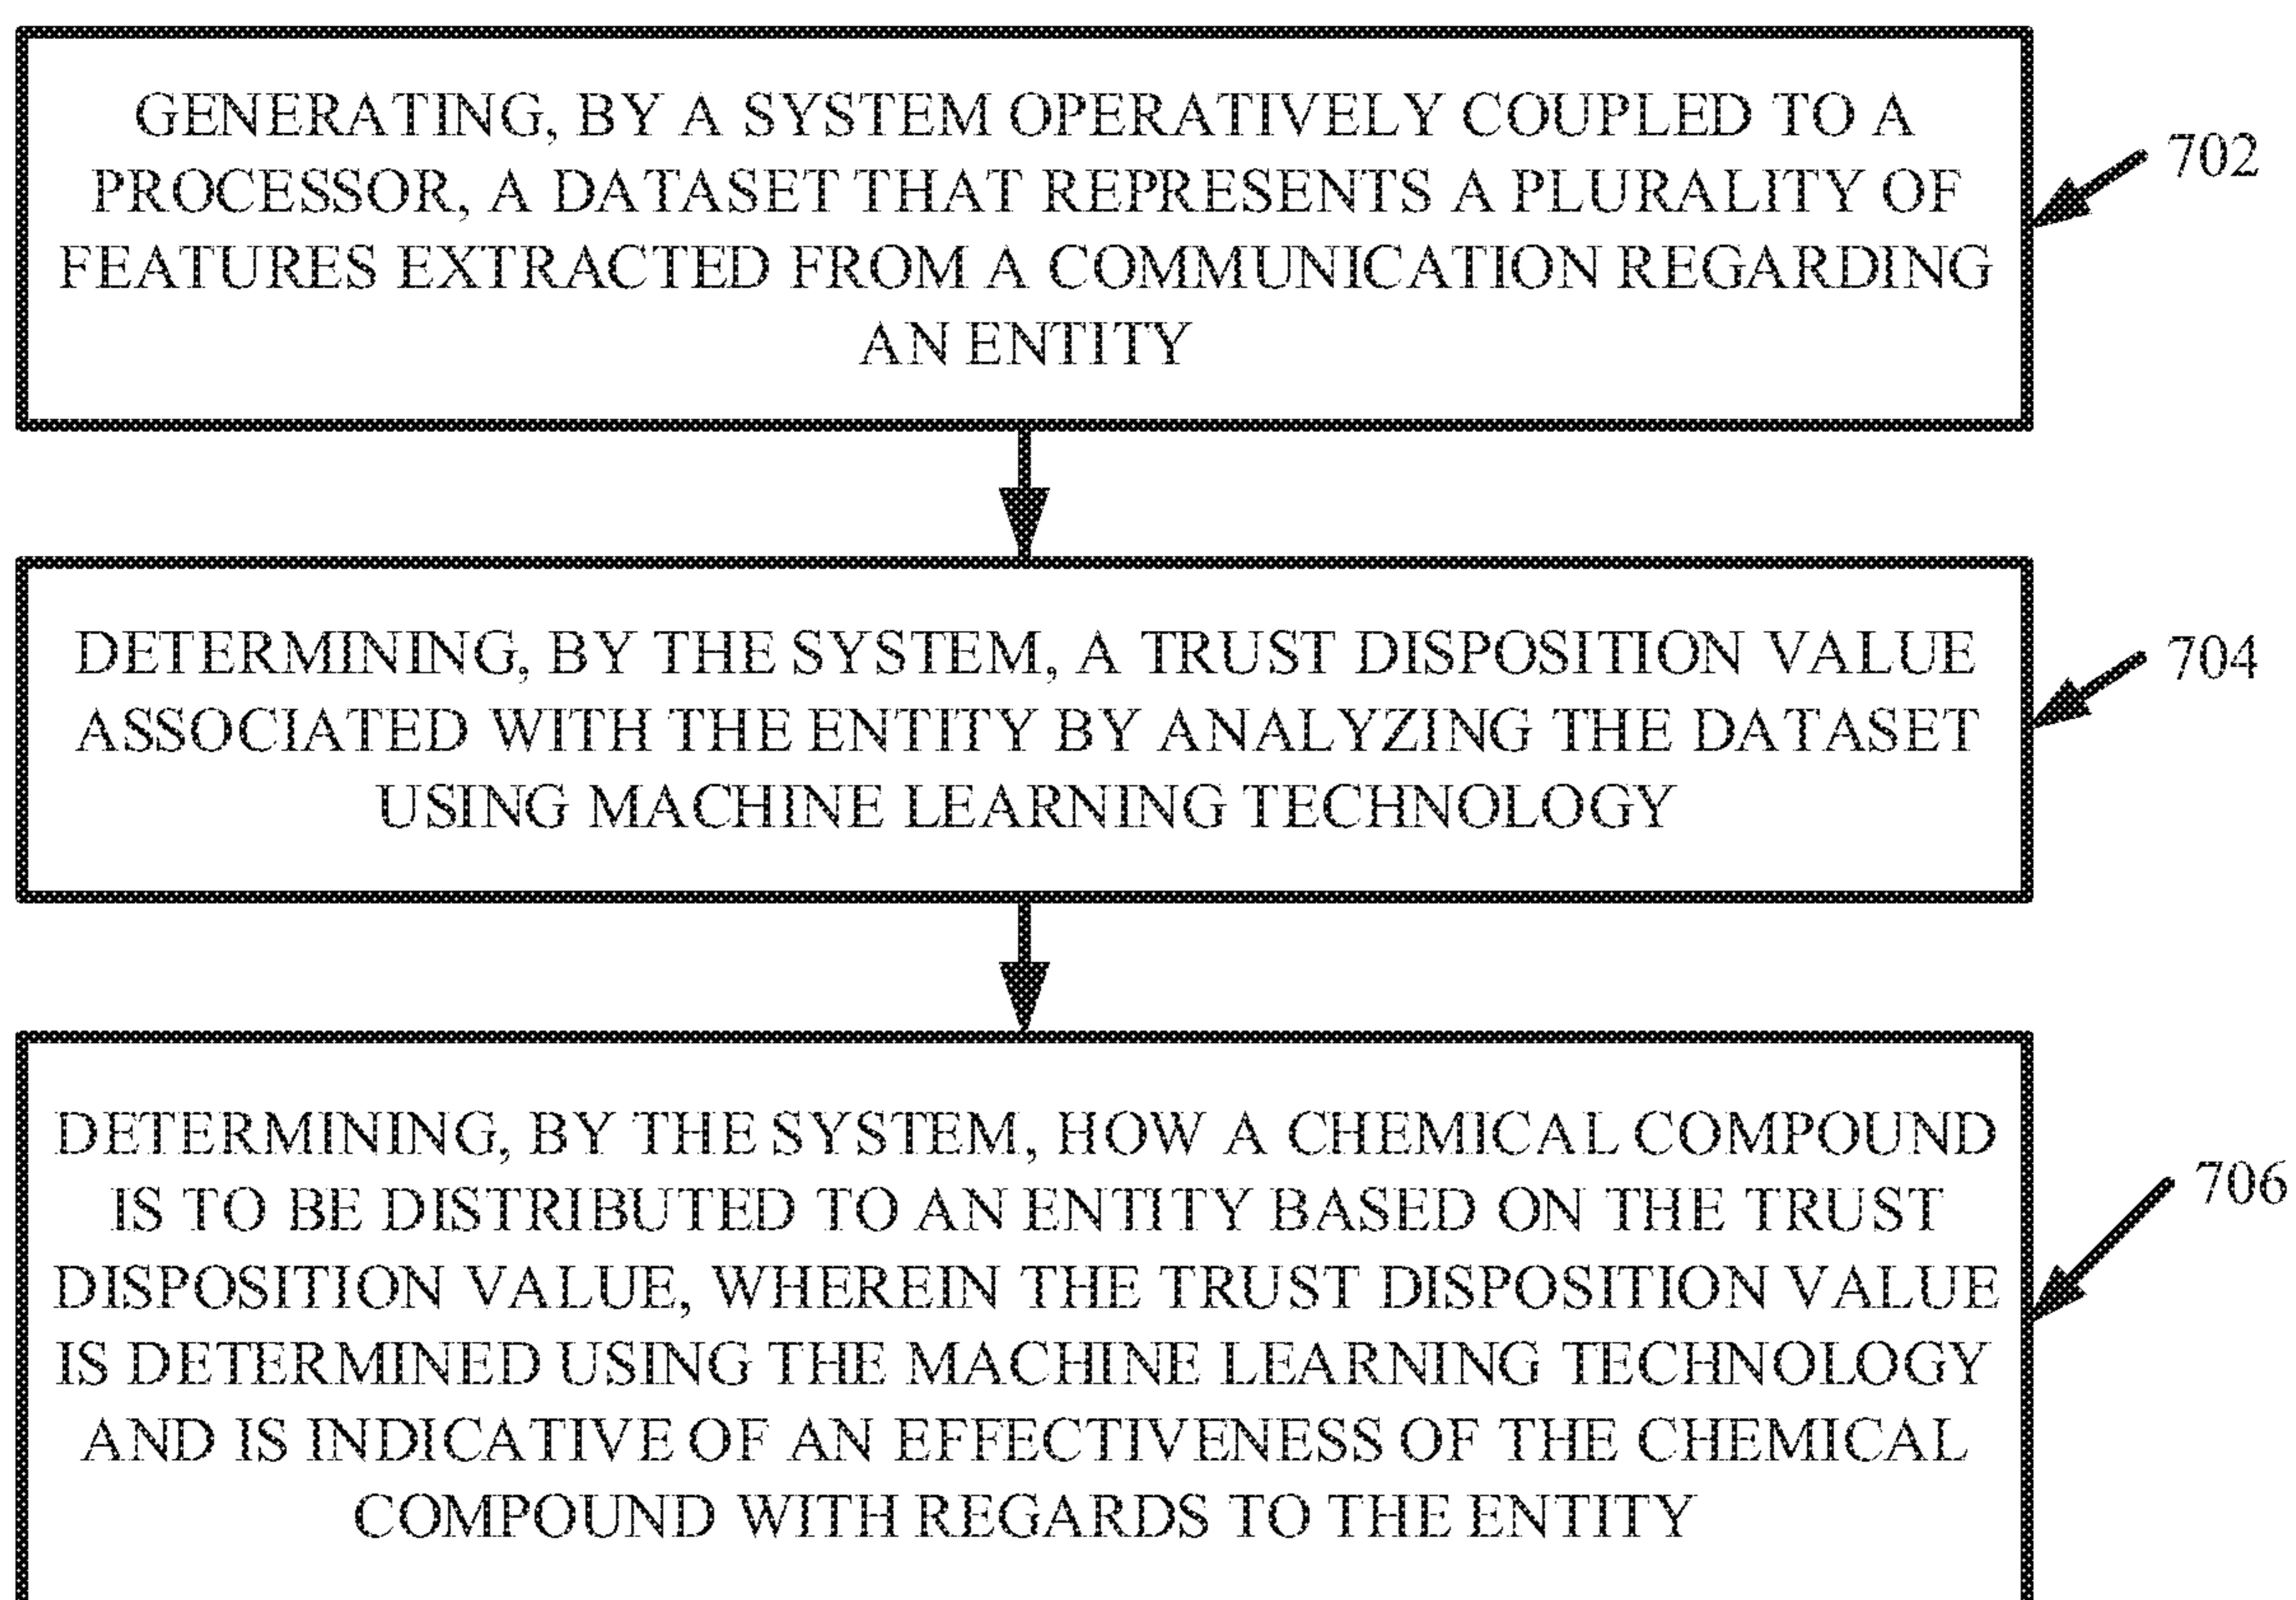 GENERATING, BY A SYSTEM OPERATIVELY COUPLED TO A
PROCESSOR, A DATASET THAT REPRESENTS A PLURALITY OF
FEATURES EXTRACTED FROM A COMMUNICATION REGARDING
AN ENTITY
702
DETERMINING, BY THE SYSTEM, A TRUST DISPOSITION VALUE
ASSOCIATED WITH THE ENTITY BY ANALYZING THE DATASET
USING MACHINE LEARNING TECHNOLOGY
704
DETERMINING, BY THE SYSTEM, HOW A CHEMICAL COMPOUND
IS TO BE DISTRIBUTED TO AN ENTITY BASED ON THE TRUST
DISPOSITION VALUE, WHEREIN THE TRUST DISPOSITION VALUE
IS DETERMINED USING THE MACHINE LEARNING TECHNOLOGY
AND IS INDICATIVE OF AN EFFECTIVENESS OF THE CHEMICAL
COMPOUND WITH REGARDS TO THE ENTITY
706